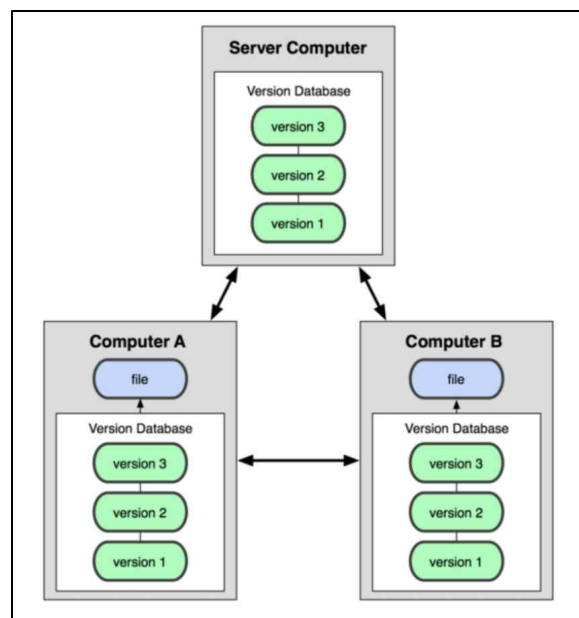 Server Computer
Version Database
version 3
version 2
version 1
Computer A
file
Version Database
version 3
version 2
version 1
Computer B
file
Version Database
version 3
version 2
version 1